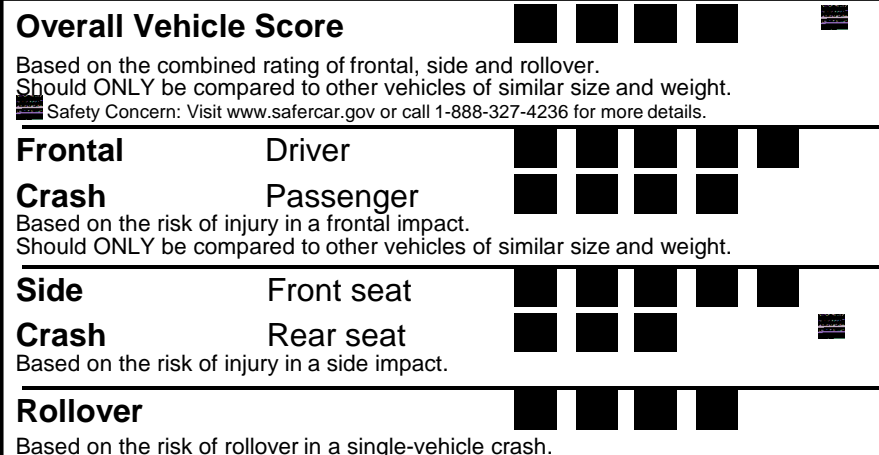 Overall Vehicle Score
Based on the combined rating of frontal, side and rollover.
Should ONLY be compared to other vehicles of similar size and weight.
Safety Concern: Visit www.safercar.gov or call 1-888-327-4236 for more details.
Frontal Driver
Crash Passenger
Based on the risk of injury in a frontal impact.
Should ONLY be compared to other vehicles of similar size and weight.
Side Front seat
Crash Rear seat
Based on the risk of injury in a side impact.
Rollover
Based on the risk of rollover in a single-vehicle crash.